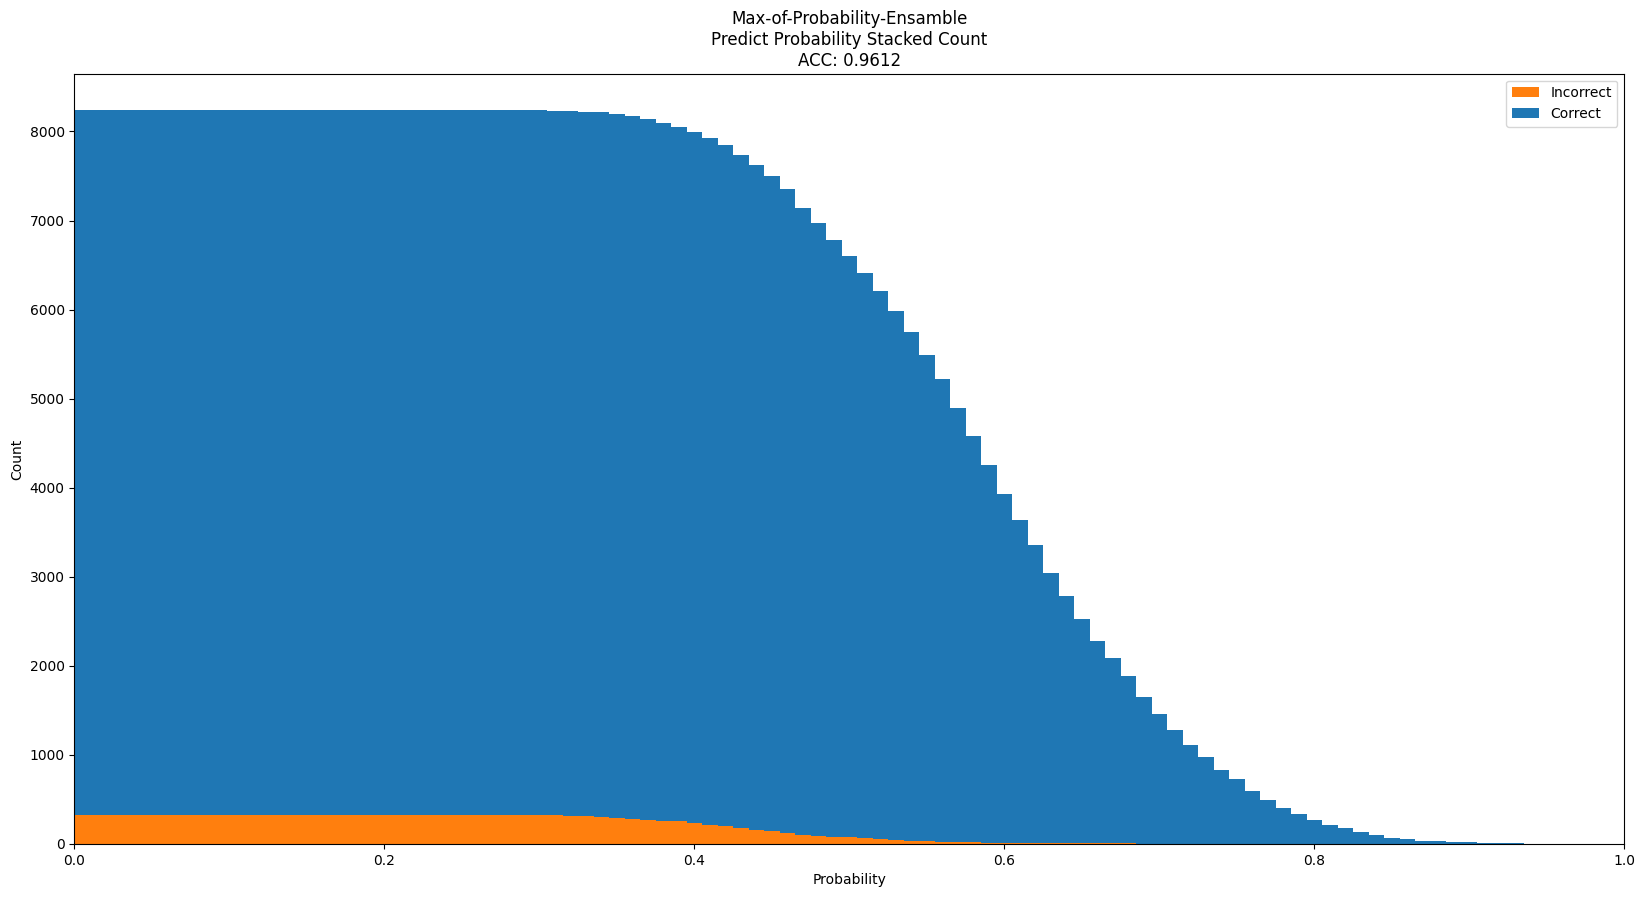 Max-of-Probability-Ensamble
Predict Probability Stacked Count
ACC: 0.9612
Incorrect
Correct
8000
7000
6000
5000
4000
3000
2000
1000
0
Count
0.0 0.2 0.4 0.6 0.8 1.0
Probability